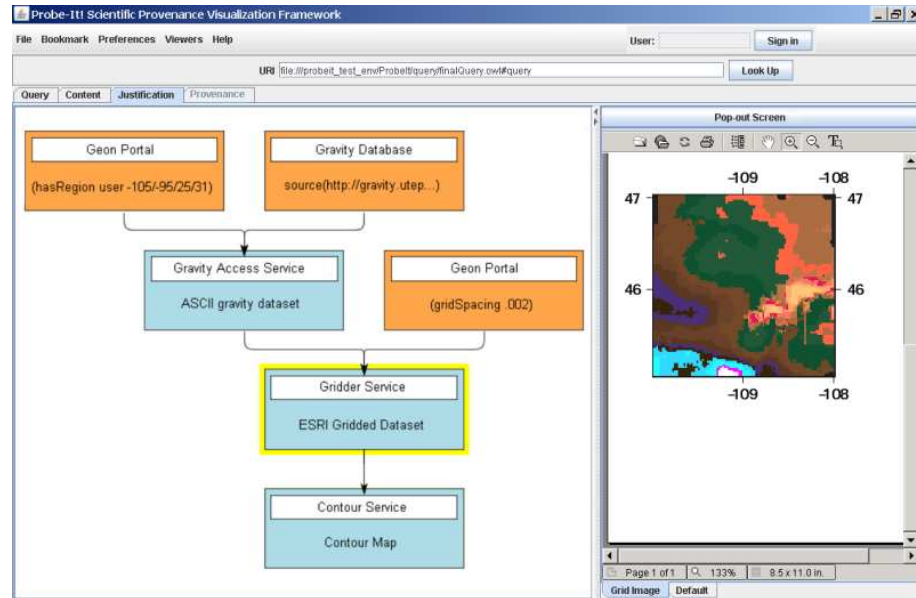 Probe-It! Scientific Provenance Visualization Framework
File Bookmark Preferences Viewers Help
User:
Sign in
URI file:///probeit_test_env/ProbeIt/query/finalQuery.owl#query
Look Up
Query Content Justification Provenance
Geon Portal
(hasRegion user -105/-95/25/31)
Gravity Database
source(http://gravity.utep...)
Gravity Access Service
ASCII gravity dataset
Geon Portal
(gridSpacing .002)
Gridder Service
ESRI Gridded Dataset
Contour Service
Contour Map
Pop-out Screen
-109 -108
47 47
46 46
-109 -108
Page 1 of 1 133% 8.5 x 11.0 in.
Grid Image Default